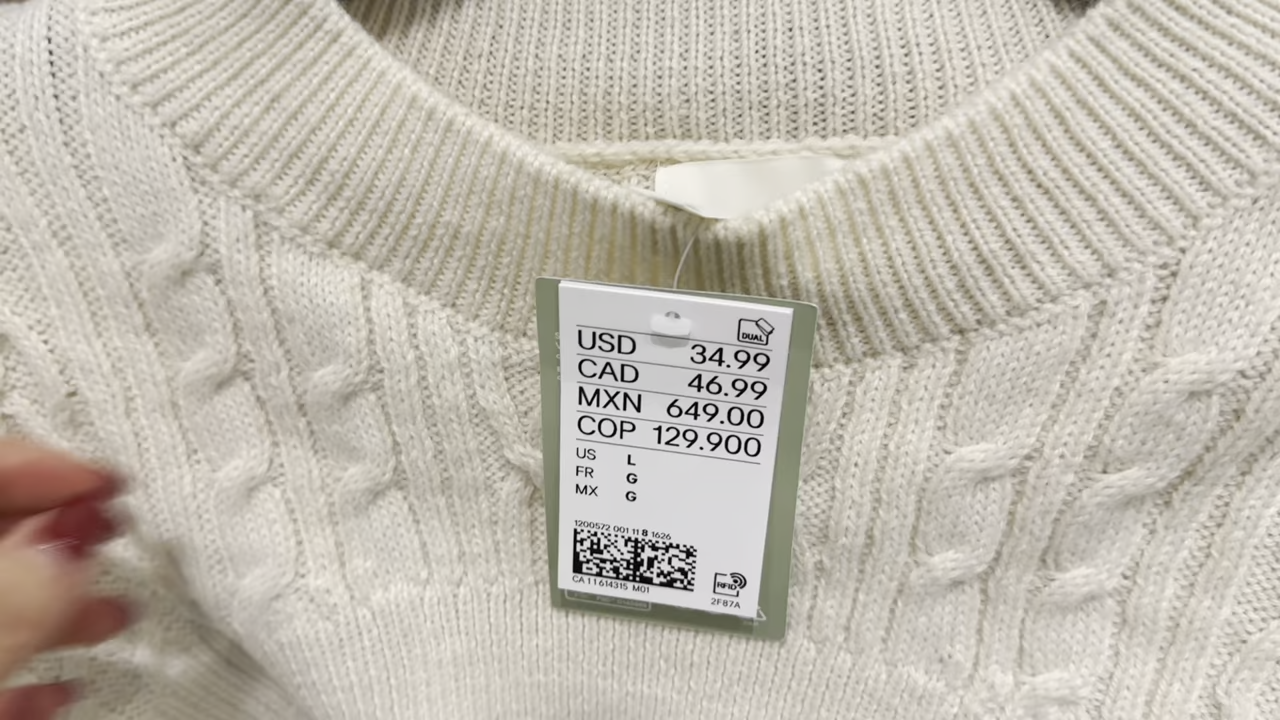 DUAL
USD 34.99
CAD 46.99
MXN 649.00
COP 129.900
US L
FR G
MX G
1200572 001 11 8 1626
CA 11614315 M01
RFID
2F87A